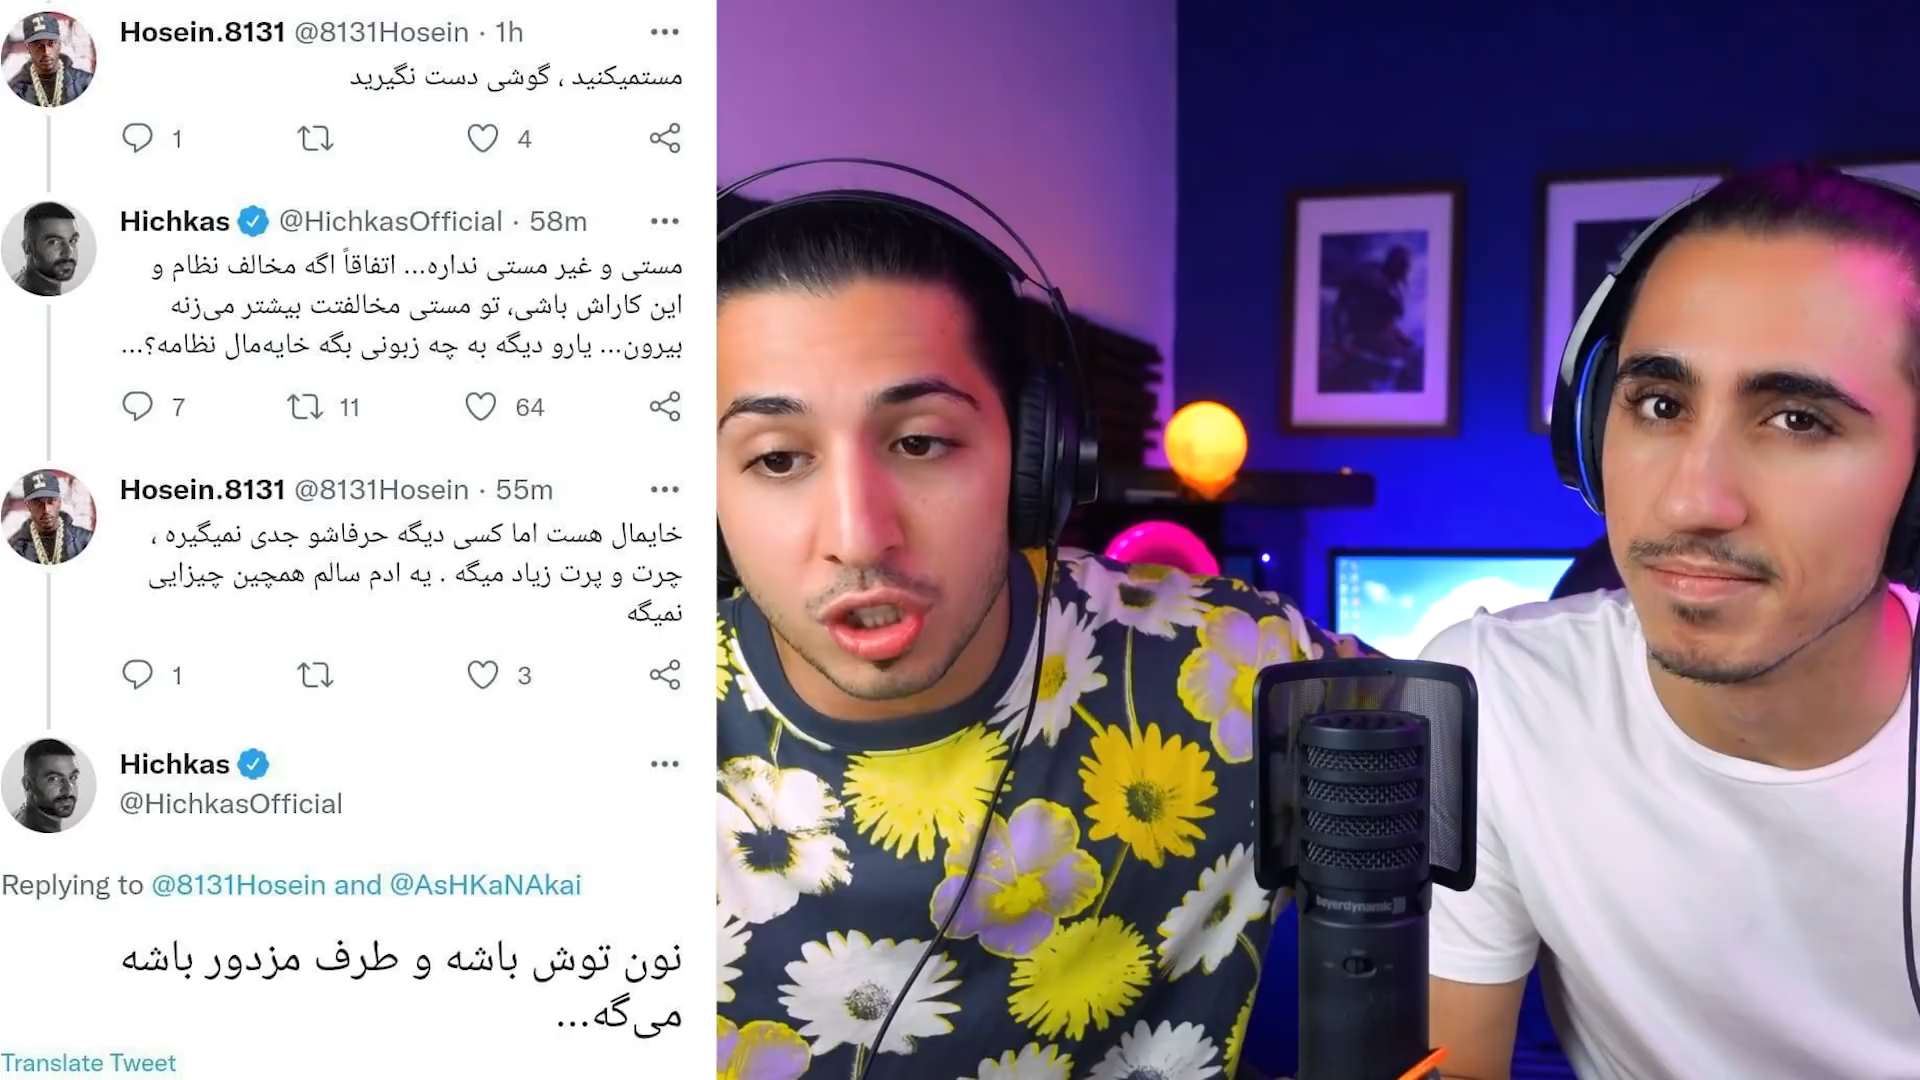 Hosein.8131 @8131Hosein · 1h
مستمیکنید ، گوشی دست نگیرید
1 4
Hichkas @HichkasOfficial · 58m
مستی و غیر مستی نداره... اتفاقاً اگه مخالف نظام و
این کاراش باشی، تو مستی مخالفتت بیشتر می‌زنه
بیرون... یارو دیگه به چه زبونی بگه خایه‌مال نظامه؟...
7 11 64
Hosein.8131 @8131Hosein · 55m
خایمال هست اما کسی دیگه حرفاشو جدی نمیگیره ،
چرت و پرت زیاد میگه . یه ادم سالم همچین چیزایی
نمیگه
1 3
Hichkas
@HichkasOfficial
Replying to @8131Hosein and @AsHKaNAkai
نون توش باشه و طرف مزدور باشه
می‌گه...
Translate Tweet
beyerdynamic